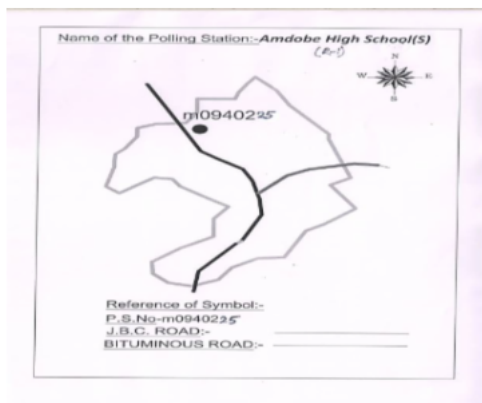 Name of the Polling Station:-Amdobe High School(S)
N
W E
S
m0940225
Reference of Symbol:-
P.S.No-m0940225
J.B.C. ROAD:-
BITUMINOUS ROAD:-